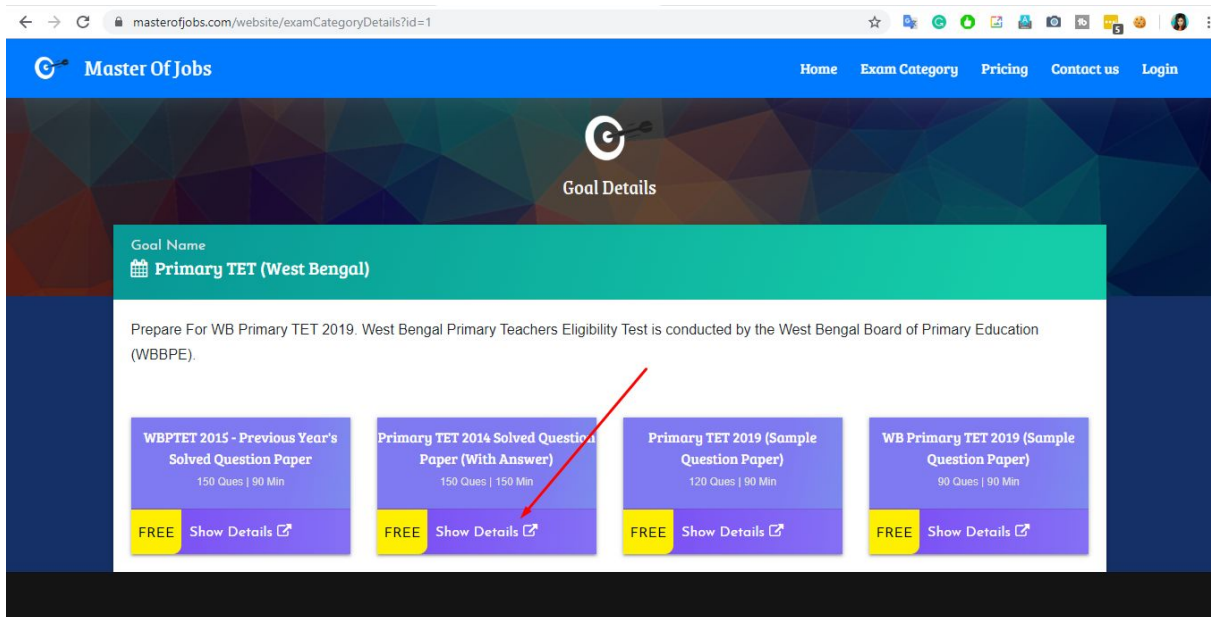 masterofjobs.com/website/examCategoryDetails?id=1
5
Master Of Jobs
Home Exam Category Pricing Contact us Login
Goal Details
Goal Name
Primary TET (West Bengal)
Prepare For WB Primary TET 2019. West Bengal Primary Teachers Eligibility Test is conducted by the West Bengal Board of Primary Education
(WBBPE).
WBPTET 2015 - Previous Year's
Solved Question Paper
150 Ques | 90 Min
FREE Show Details
Primary TET 2014 Solved Question
Paper (With Answer)
150 Ques | 150 Min
FREE Show Details
Primary TET 2019 (Sample
Question Paper)
120 Ques | 90 Min
FREE Show Details
WB Primary TET 2019 (Sample
Question Paper)
90 Ques | 90 Min
FREE Show Details